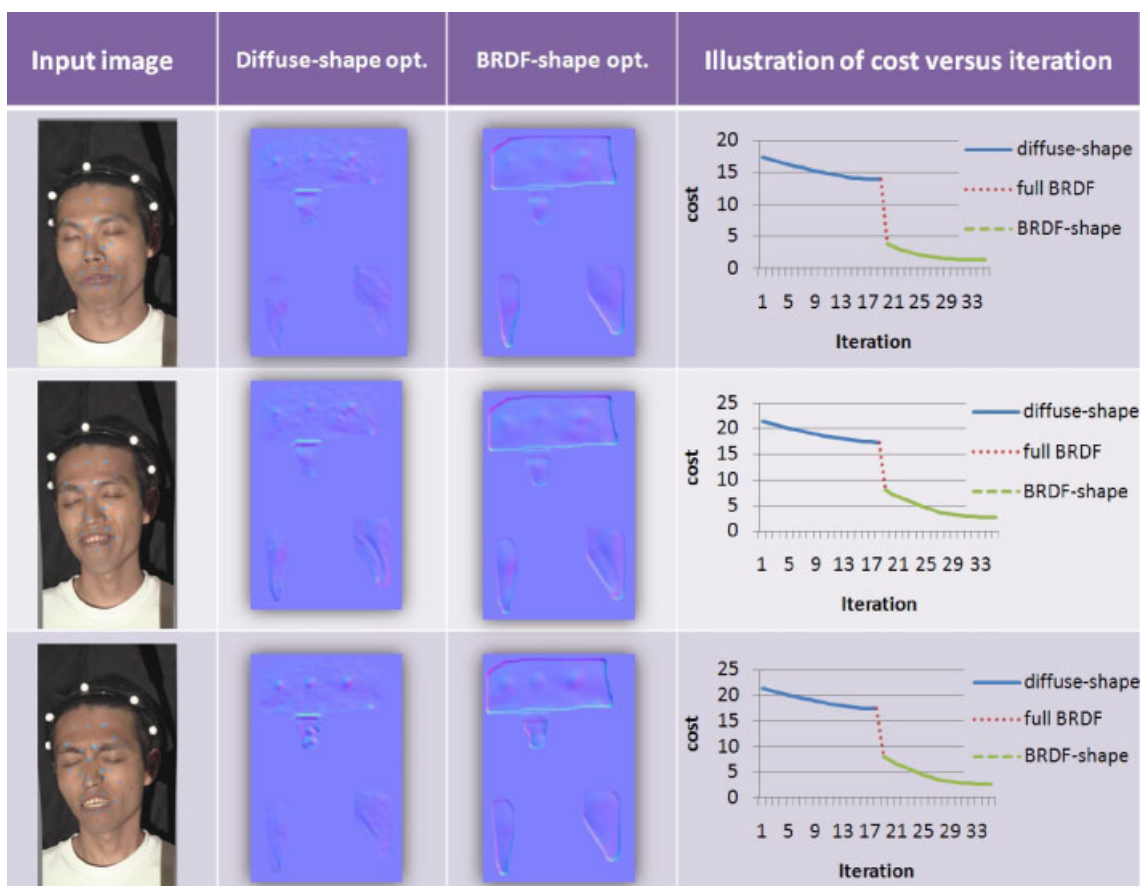 Input image
Diffuse-shape opt.
BRDF-shape opt.
Illustration of cost versus iteration
20
15
10
5
0
cost
diffuse-shape
full BRDF
BRDF-shape
1 5 9 13 17 21 25 29 33
Iteration
25
20
15
10
5
0
cost
diffuse-shape
full BRDF
BRDF-shape
1 5 9 13 17 21 25 29 33
Iteration
25
20
15
10
5
0
cost
diffuse-shape
full BRDF
BRDF-shape
1 5 9 13 17 21 25 29 33
Iteration